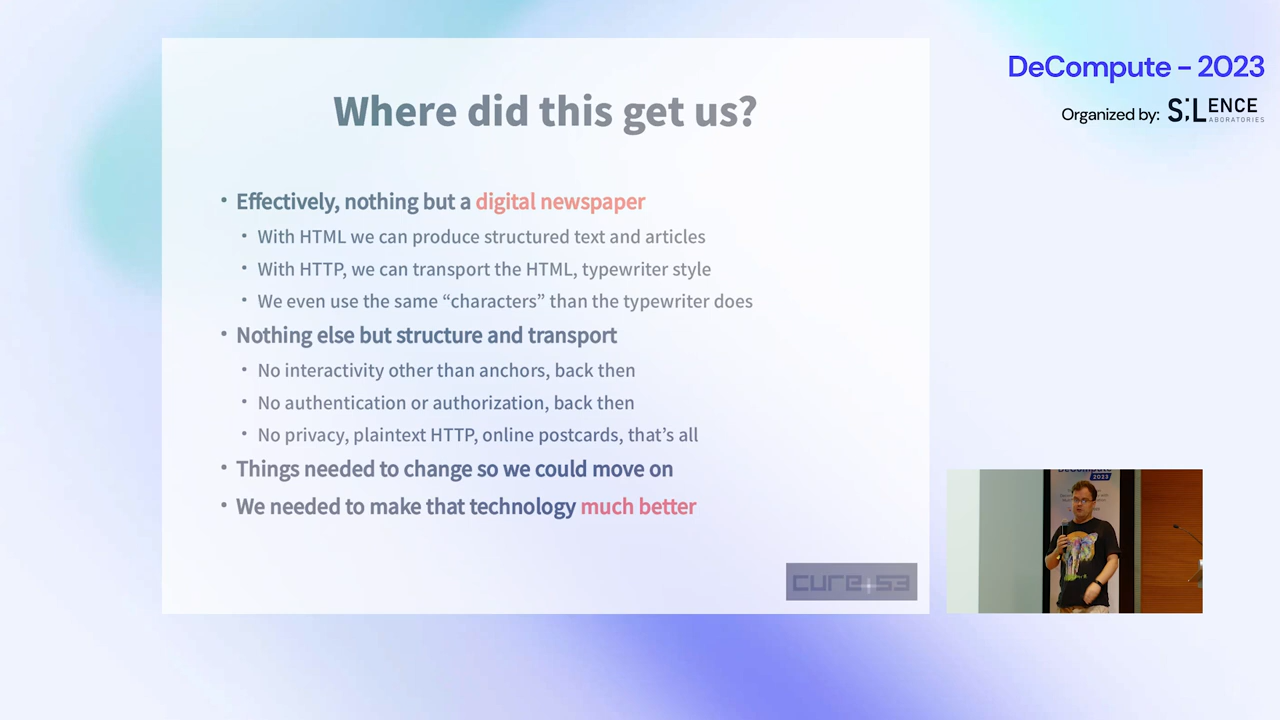 Where did this get us?
• Effectively, nothing but a digital newspaper
• With HTML we can produce structured text and articles
• With HTTP, we can transport the HTML, typewriter style
• We even use the same “characters” than the typewriter does
• Nothing else but structure and transport
• No interactivity other than anchors, back then
• No authentication or authorization, back then
• No privacy, plaintext HTTP, online postcards, that’s all
• Things needed to change so we could move on
• We needed to make that technology much better
cure+53
DeCompute – 2023
Organized by: SILENCE
LABORATORIES
DeCompute
2023